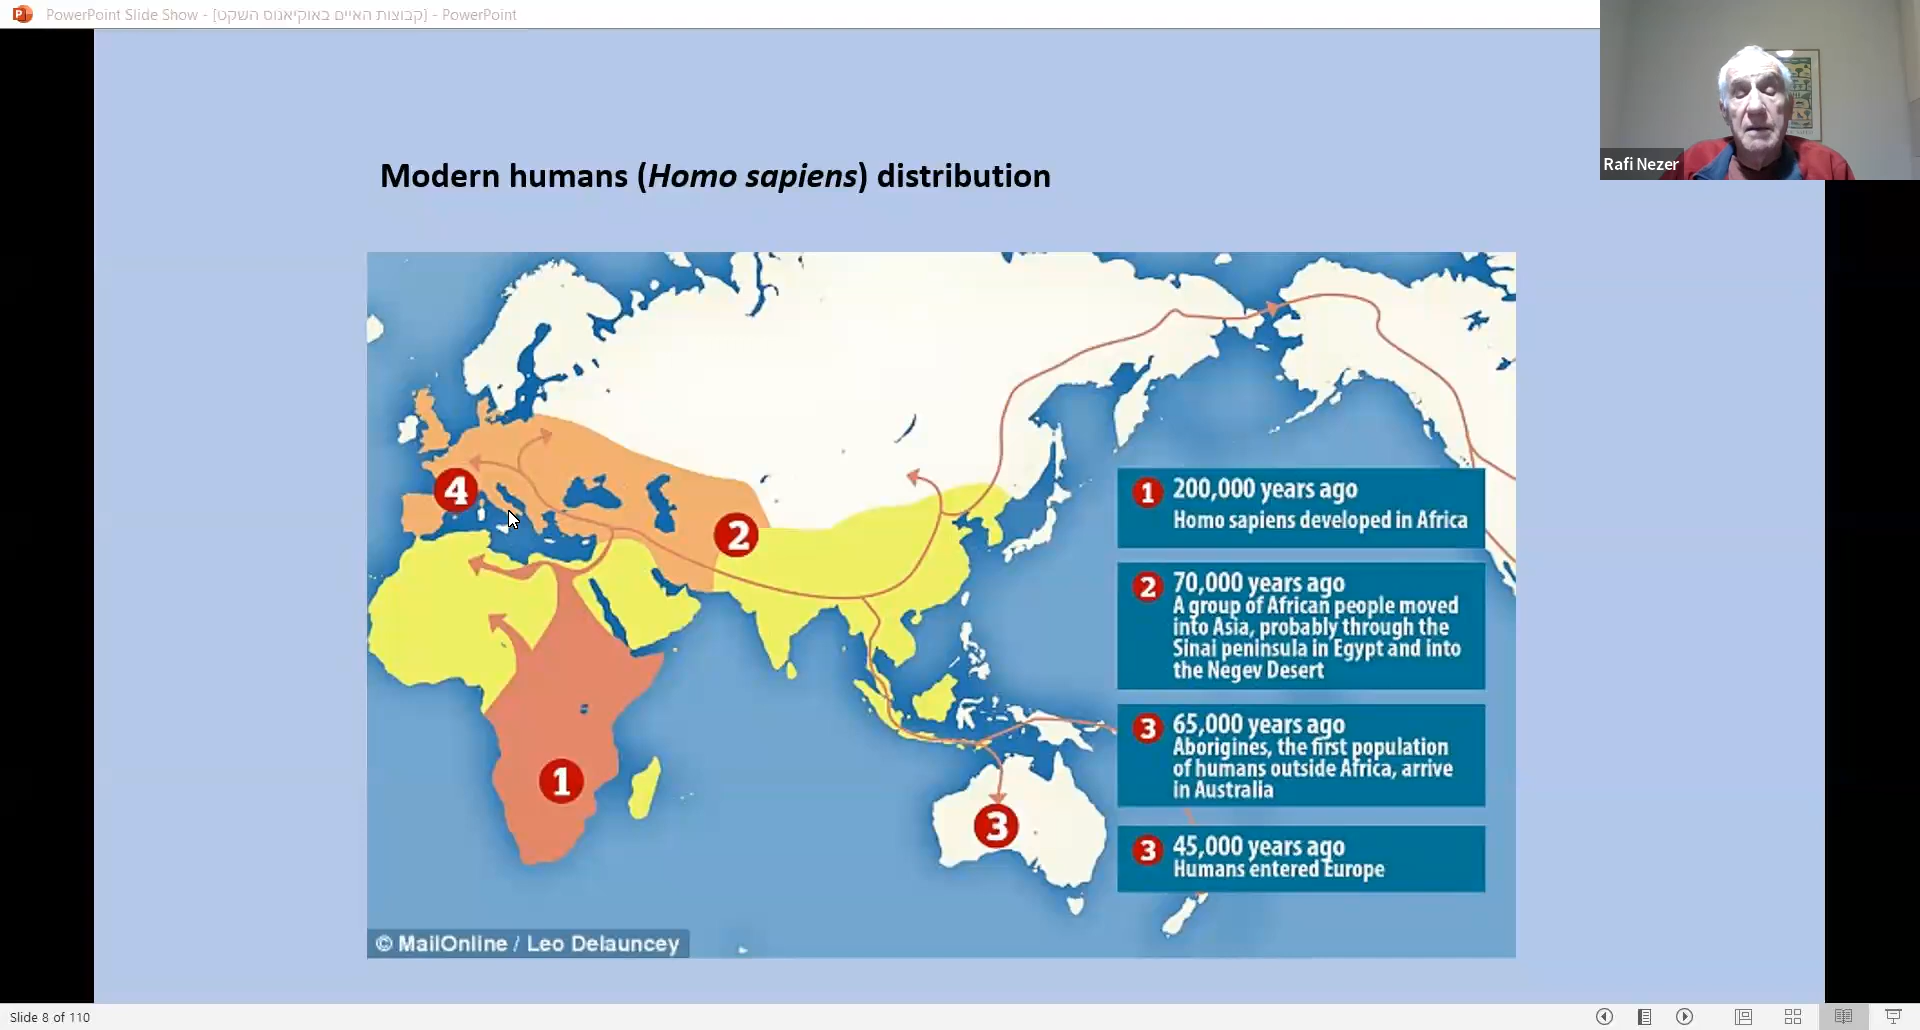 PowerPoint Slide Show - [קבוצות האיים באוקיאנוס השקט] - PowerPoint
Rafi Nezer
Modern humans (Homo sapiens) distribution
4
2
1
3
1 200,000 years ago
Homo sapiens developed in Africa
2 70,000 years ago
A group of African people moved
into Asia, probably through the
Sinai peninsula in Egypt and into
the Negev Desert
3 65,000 years ago
Aborigines, the first population
of humans outside Africa, arrive
in Australia
3 45,000 years ago
Humans entered Europe
© MailOnline / Leo Delauncey
Slide 8 of 110